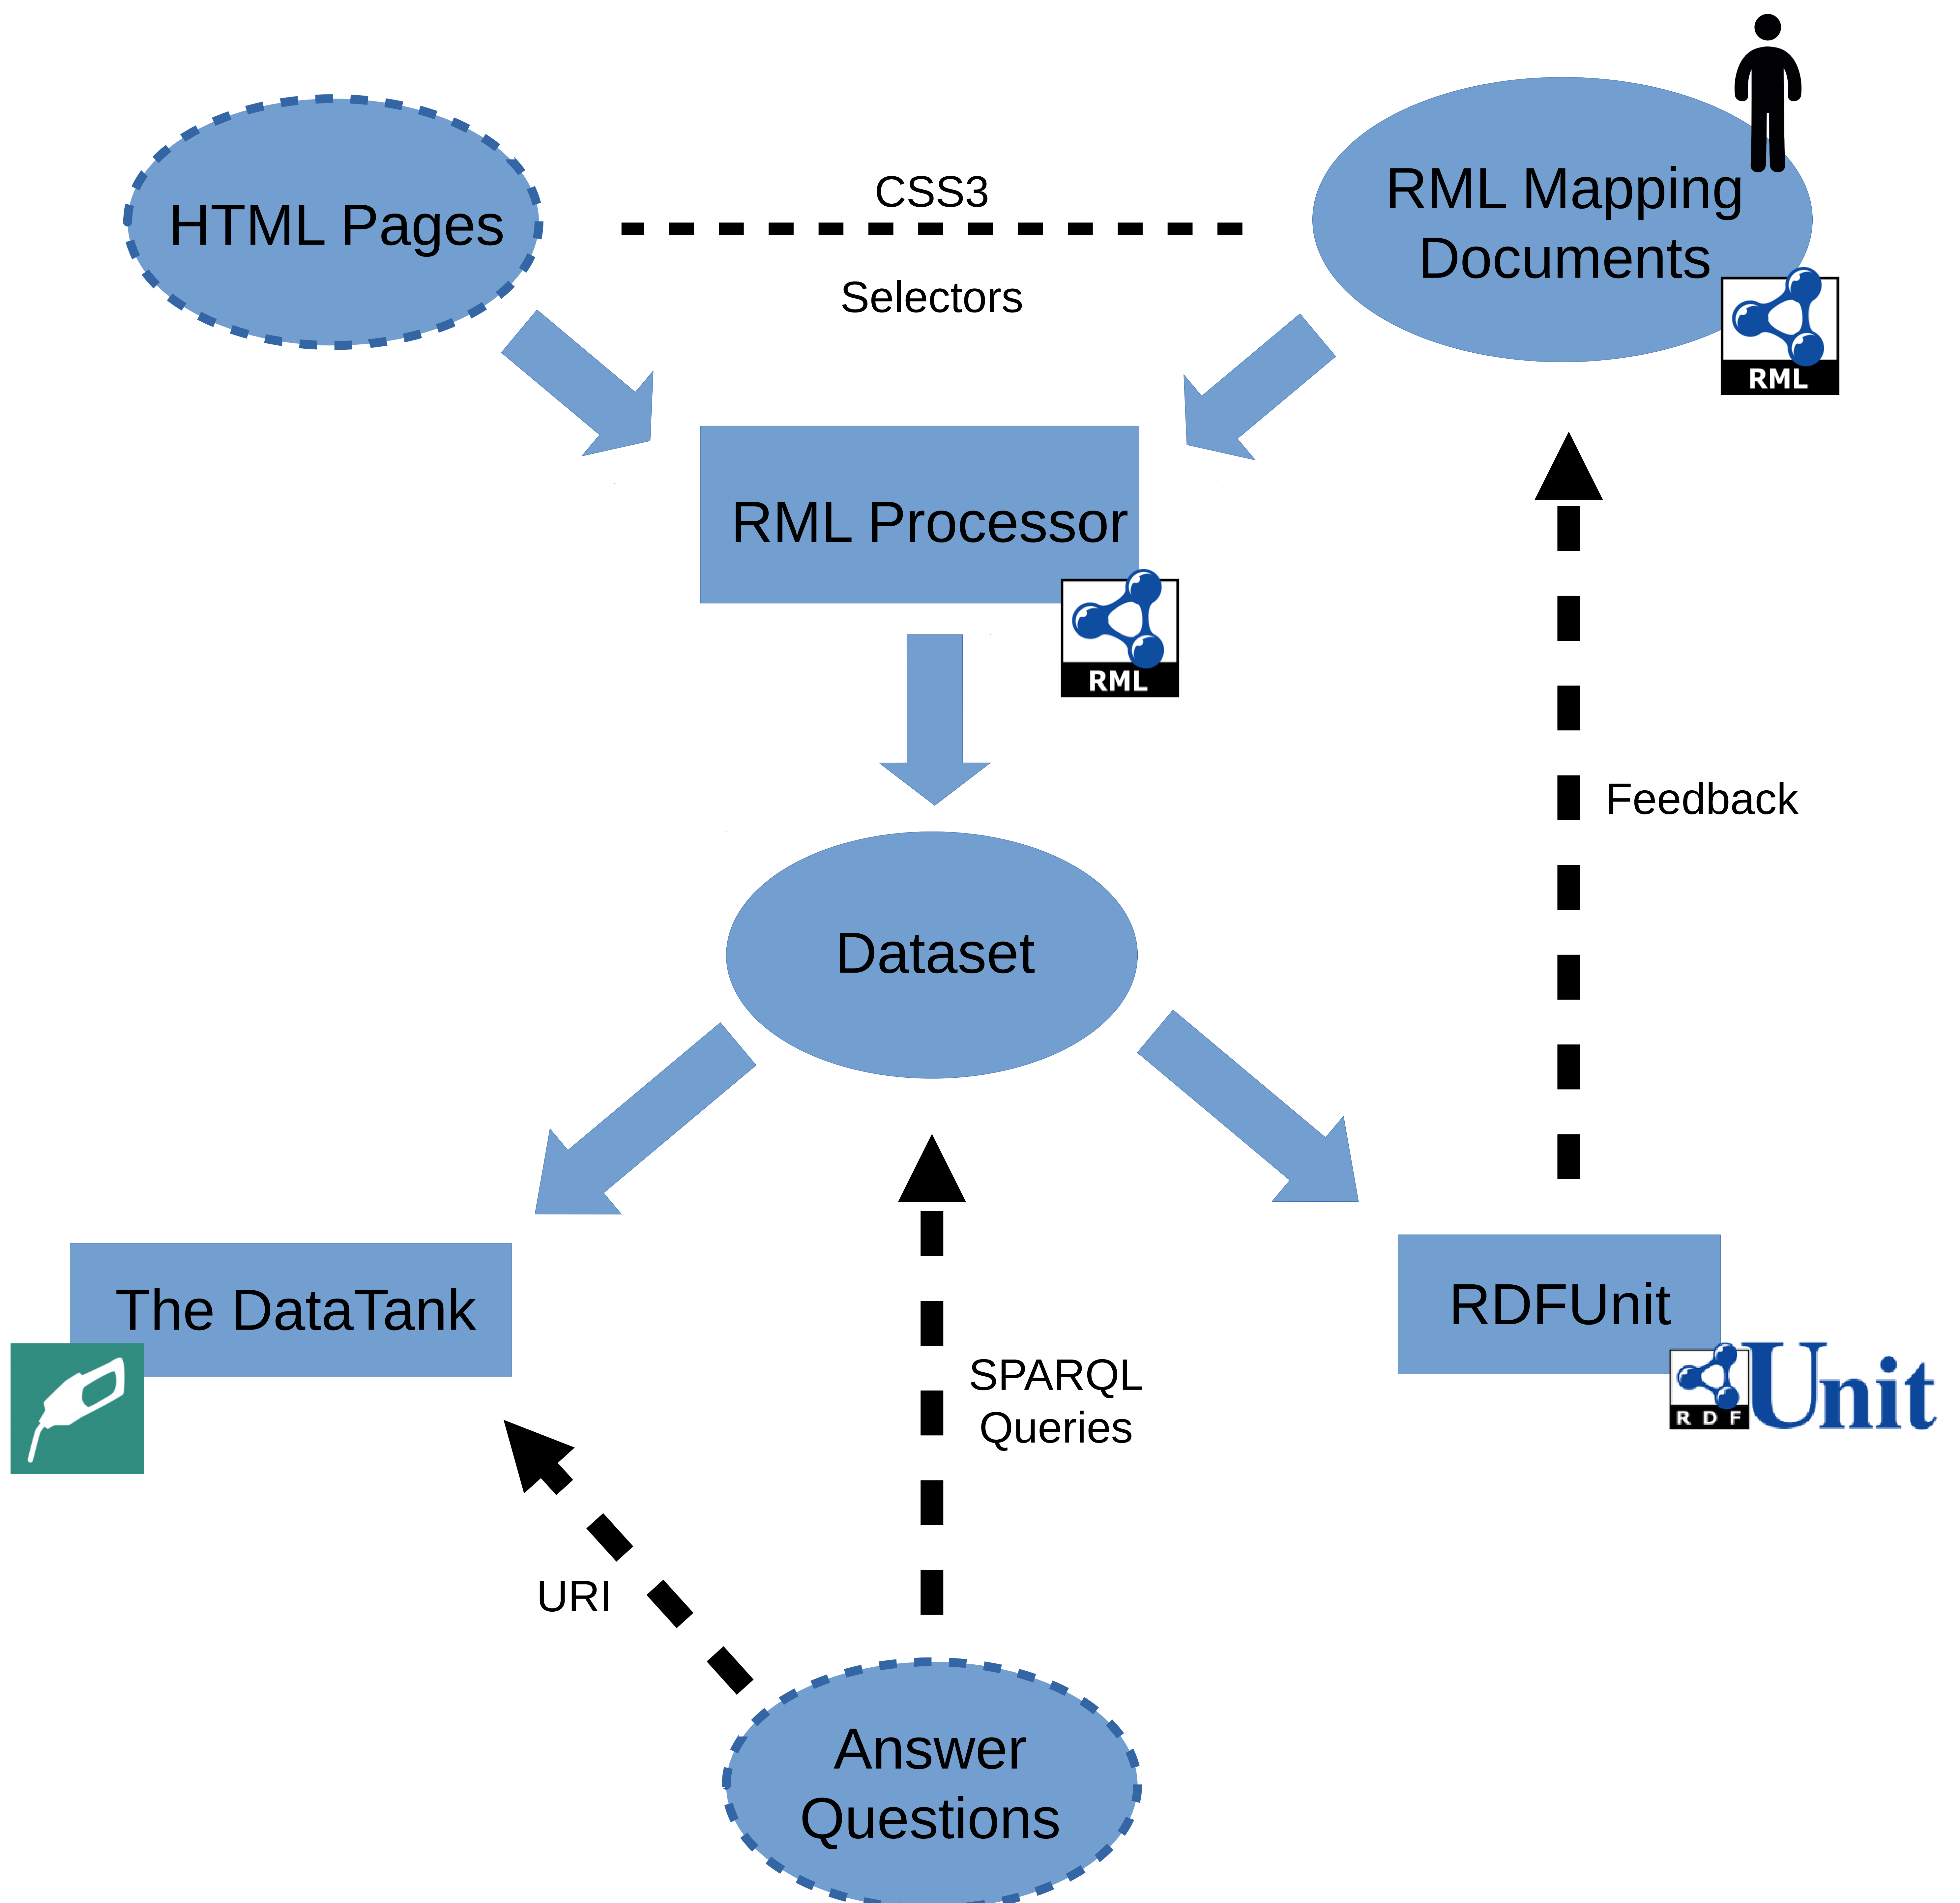 HTML Pages
CSS3
Selectors
RML Mapping
Documents
RML
RML Processor
RML
Feedback
Dataset
The DataTank
RDFUnit
RDF Unit
SPARQL
Queries
URI
Answer
Questions